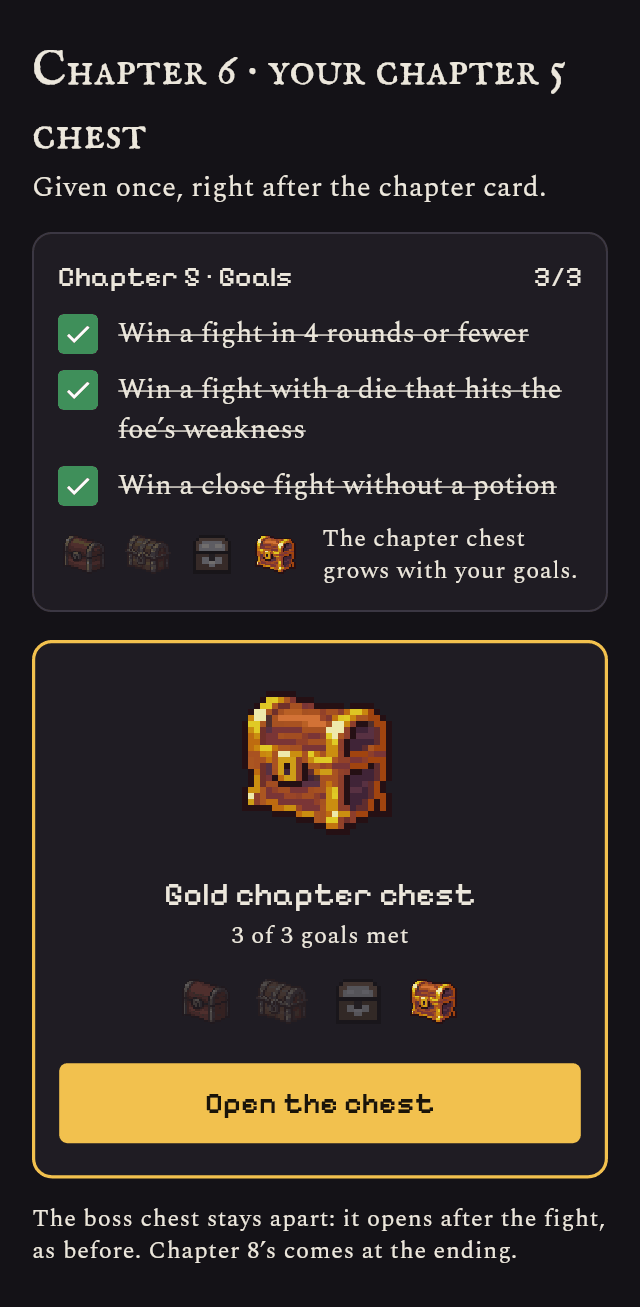 Chapter 6 · your chapter 5
chest
Given once, right after the chapter card.
Chapter 5 · Goals 3/3
Win a fight in 4 rounds or fewer
Win a fight with a die that hits the
foe’s weakness
Win a close fight without a potion
The chapter chest
grows with your goals.
Gold chapter chest
3 of 3 goals met
Open the chest
The boss chest stays apart: it opens after the fight,
as before. Chapter 8’s comes at the ending.